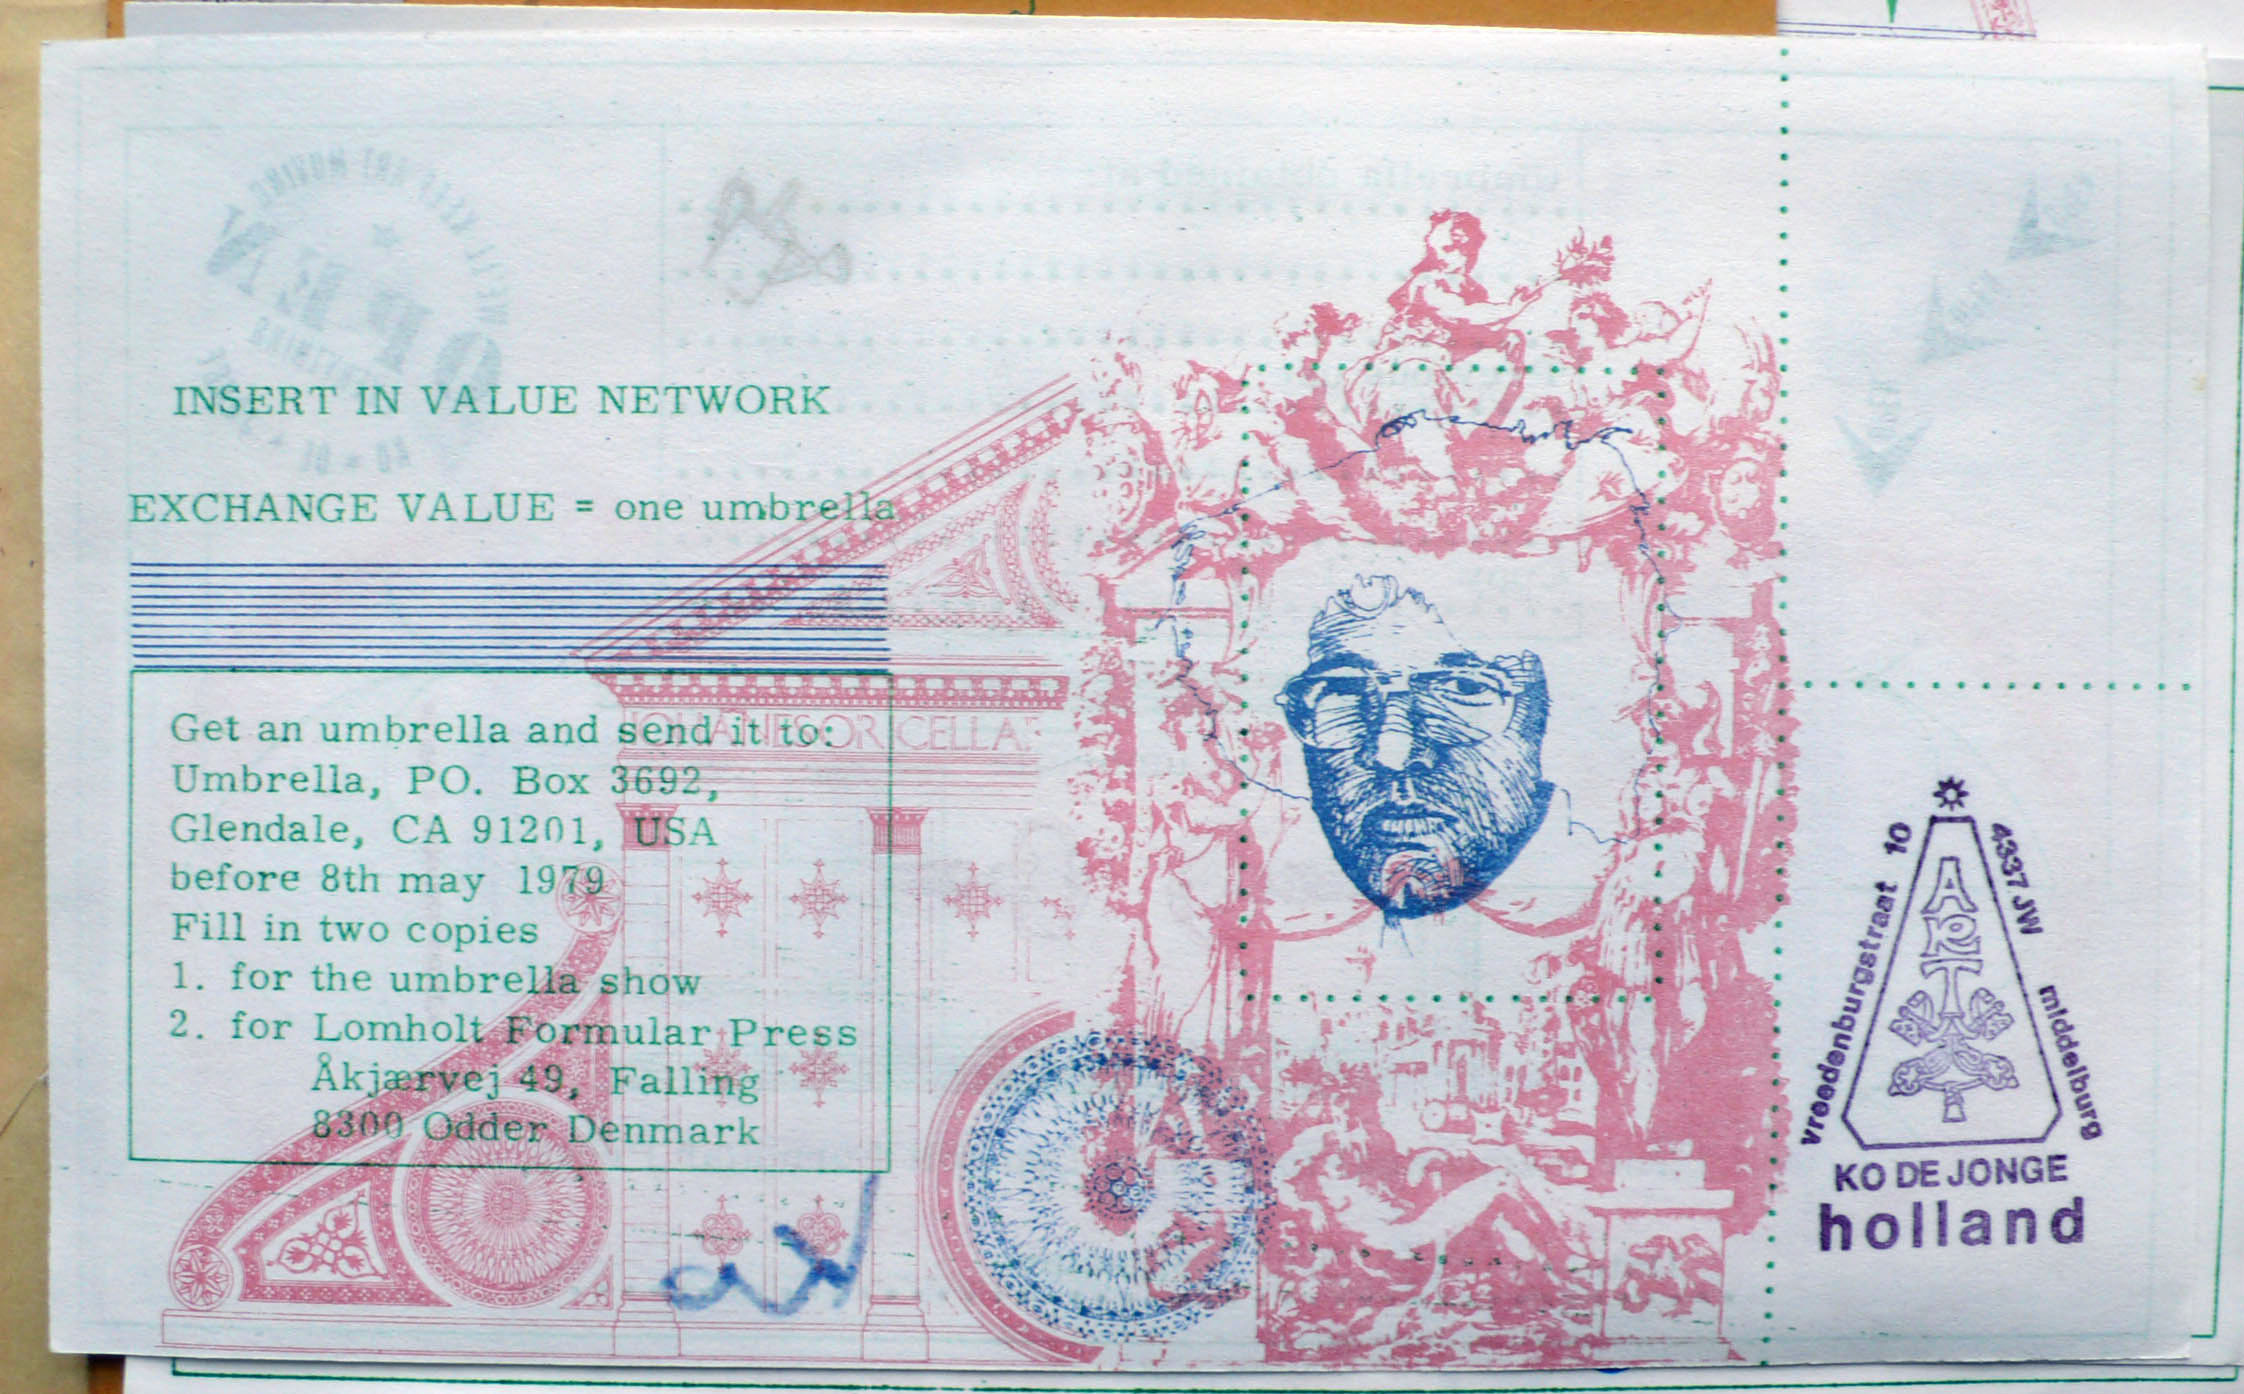 INSERT IN VALUE NETWORK
EXCHANGE VALUE = one umbrella
Get an umbrella and send it to:
Umbrella, PO. Box 3692,
Glendale, CA 91201, USA
before 8th may 1979
Fill in two copies
1. for the umbrella show
2. for Lomholt Formular Press
Åkjærvej 49, Falling
8300 Odder Denmark
vreedenburgstraat 10
4337 JW middelburg
ART
KO DE JONGE
holland